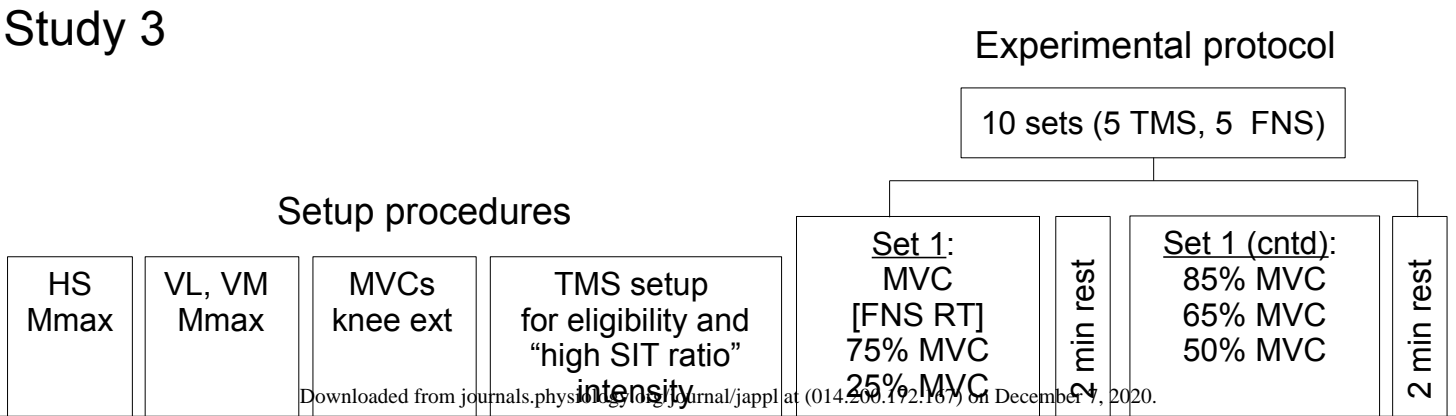 Study 3
Experimental protocol
10 sets (5 TMS, 5 FNS)
Setup procedures
HS
Mmax
VL, VM
Mmax
MVCs
knee ext
TMS setup
for eligibility and
“high SIT ratio”
intensity
Set 1:
MVC
[FNS RT]
75% MVC
25% MVC
2 min rest
Set 1 (cntd):
85% MVC
65% MVC
50% MVC
2 min rest
Downloaded from journals.physiology.org/journal/jappl at (014.200.172.167) on December 7, 2020.